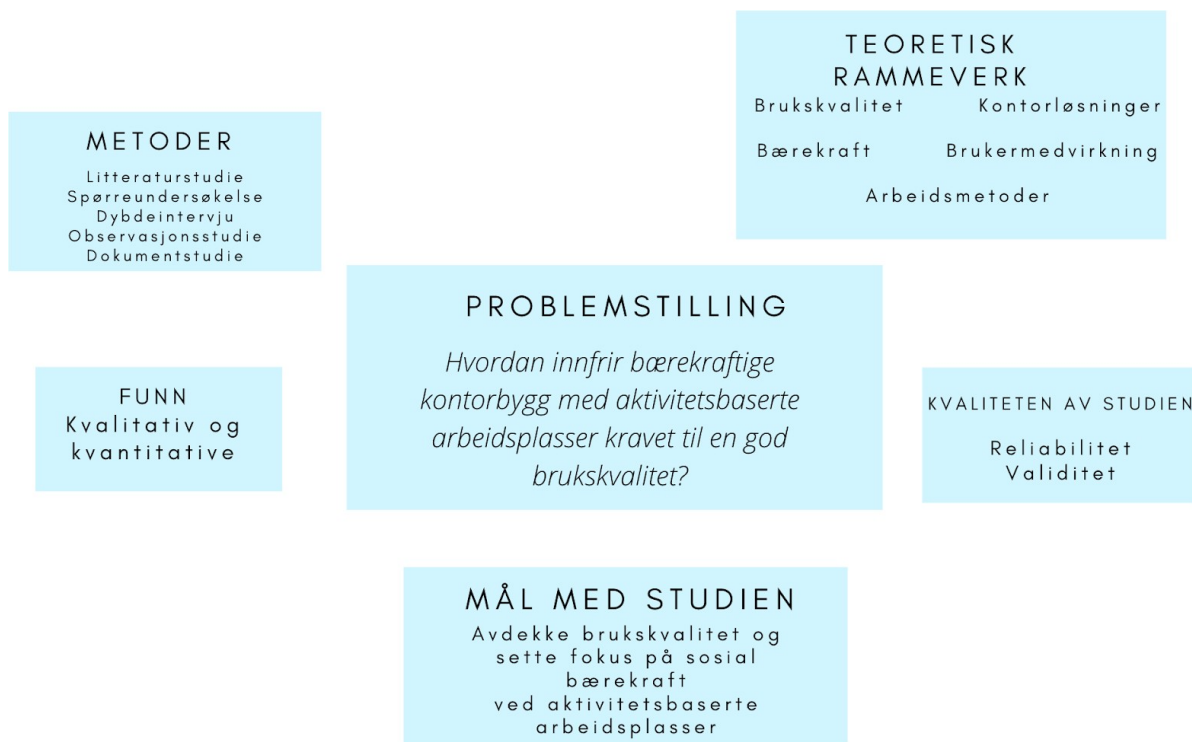 TEORETISK
RAMMEVERK
Brukskvalitet Kontorløsninger
Bærekraft Brukermedvirkning
Arbeidsmetoder
METODER
Litteraturstudie
Spørreundersøkelse
Dybdeintervju
Observasjonsstudie
Dokumentstudie
PROBLEMSTILLING
Hvordan innfrir bærekraftige
kontorbygg med aktivitetsbaserte
arbeidsplasser kravet til en god
brukskvalitet?
FUNN
Kvalitativ og
kvantitative
KVALITETEN AV STUDIEN
Reliabilitet
Validitet
MÅL MED STUDIEN
Avdekke brukskvalitet og
sette fokus på sosial
bærekraft
ved aktivitetsbaserte
arbeidsplasser